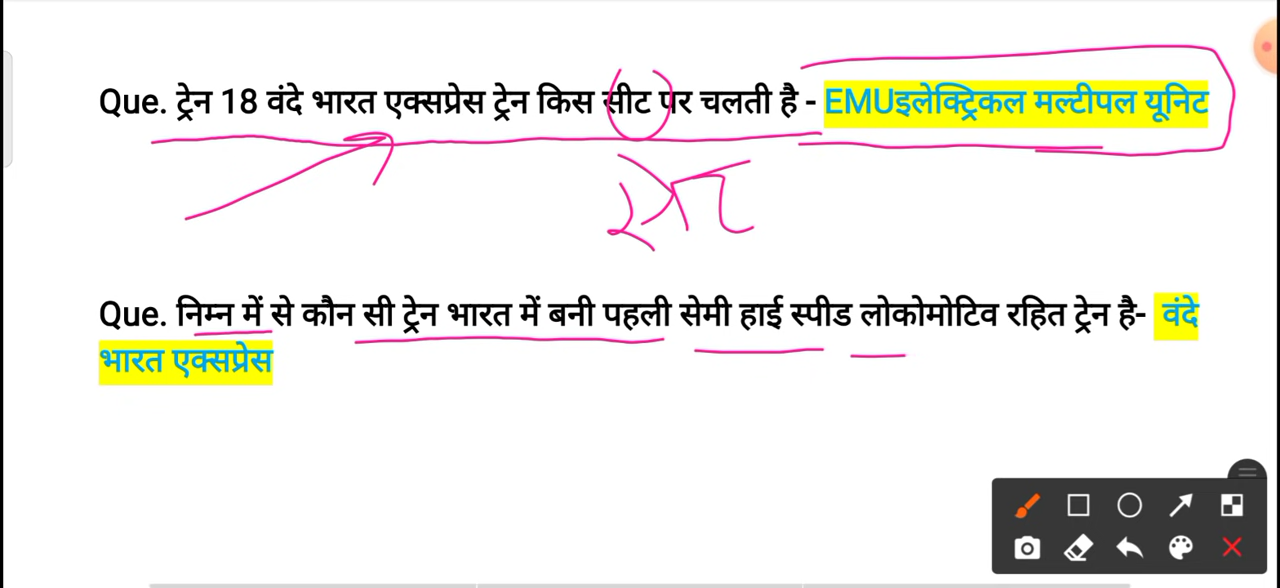 Que. ट्रेन 18 वंदे भारत एक्सप्रेस ट्रेन किस सीट पर चलती है - EMUइलेक्ट्रिकल मल्टीपल यूनिट
Que. निम्न में से कौन सी ट्रेन भारत में बनी पहली सेमी हाई स्पीड लोकोमोटिव रहित ट्रेन है- वंदे
भारत एक्सप्रेस